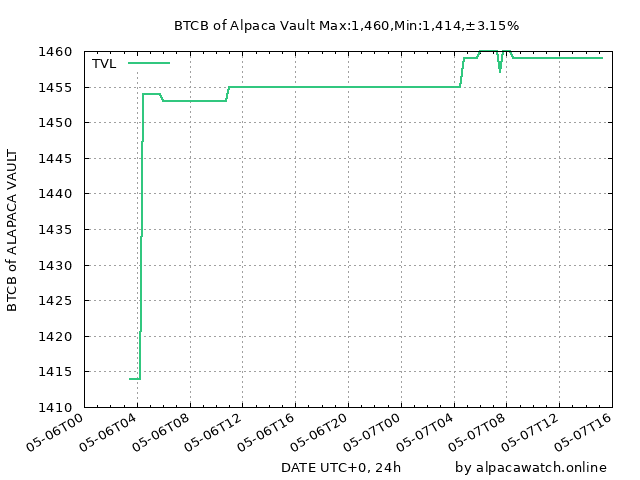 BTCB of Alpaca Vault Max:1,460,Min:1,414,±3.15%
TVL
1460
1455
1450
1445
1440
1435
1430
1425
1420
1415
1410
BTCB of ALAPACA VAULT
05-06T00
05-06T04
05-06T08
05-06T12
05-06T16
05-06T20
05-07T00
05-07T04
05-07T08
05-07T12
05-07T16
DATE UTC+0, 24h
by alpacawatch.online